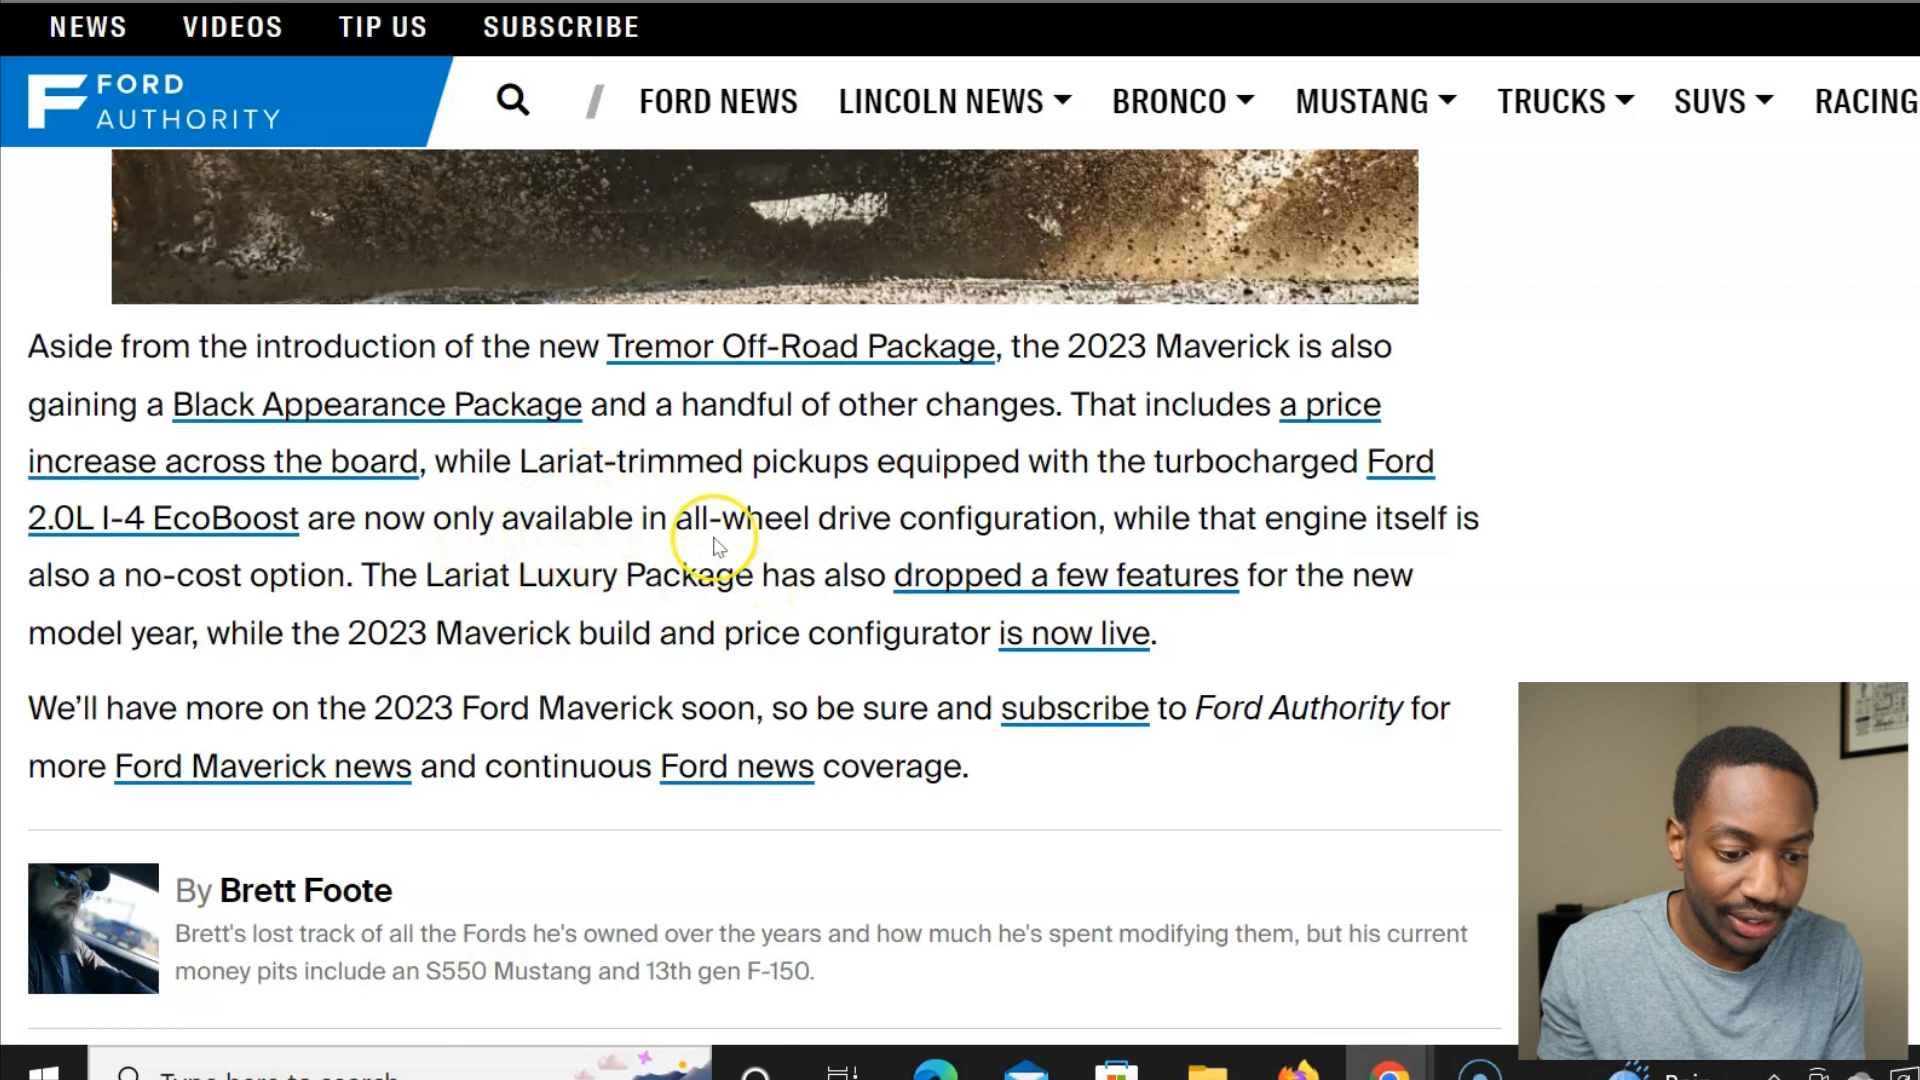 NEWS VIDEOS TIP US SUBSCRIBE
FORD
AUTHORITY
/ FORD NEWS LINCOLN NEWS BRONCO MUSTANG TRUCKS SUVS RACING
Aside from the introduction of the new Tremor Off-Road Package, the 2023 Maverick is also
gaining a Black Appearance Package and a handful of other changes. That includes a price
increase across the board, while Lariat-trimmed pickups equipped with the turbocharged Ford
2.0L I-4 EcoBoost are now only available in all-wheel drive configuration, while that engine itself is
also a no-cost option. The Lariat Luxury Package has also dropped a few features for the new
model year, while the 2023 Maverick build and price configurator is now live.
We’ll have more on the 2023 Ford Maverick soon, so be sure and subscribe to Ford Authority for
more Ford Maverick news and continuous Ford news coverage.
By Brett Foote
Brett's lost track of all the Fords he's owned over the years and how much he's spent modifying them, but his current
money pits include an S550 Mustang and 13th gen F-150.
Type here to search